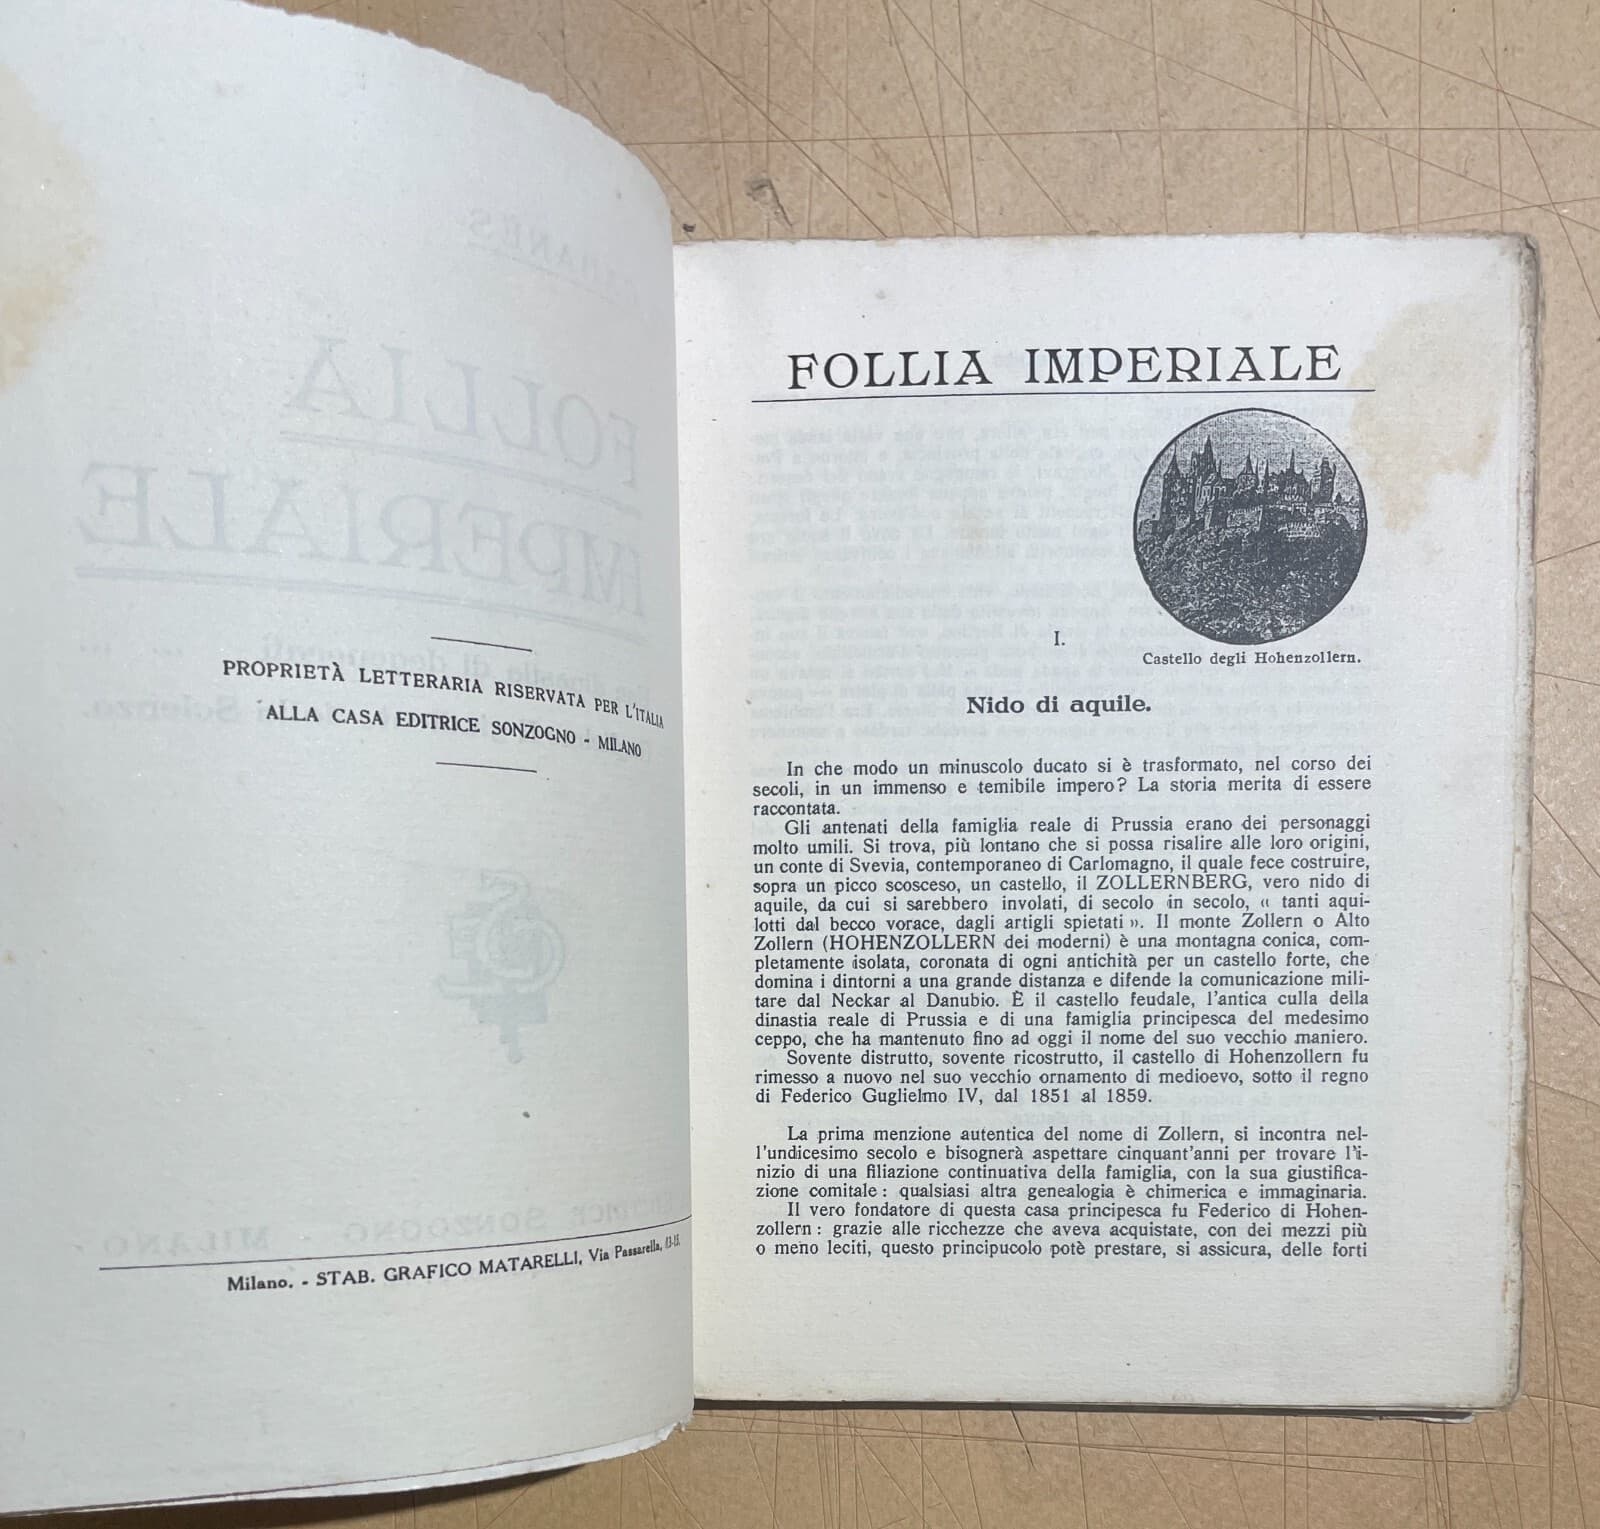 PROPRIETÀ LETTERARIA RISERVATA PER L'ITALIA
ALLA CASA EDITRICE SONZOGNO - MILANO
Milano. - STAB. GRAFICO MATARELLI, Via Passarella, 13-15.
FOLLIA IMPERIALE
I.
Castello degli Hohenzollern.
Nido di aquile.
In che modo un minuscolo ducato si è trasformato, nel corso dei
secoli, in un immenso e temibile impero? La storia merita di essere
raccontata.
Gli antenati della famiglia reale di Prussia erano dei personaggi
molto umili. Si trova, più lontano che si possa risalire alle loro origini,
un conte di Svevia, contemporaneo di Carlomagno, il quale fece costruire,
sopra un picco scosceso, un castello, il ZOLLERNBERG, vero nido di
aquile, da cui si sarebbero involati, di secolo in secolo, « tanti aqui-
lotti dal becco vorace, dagli artigli spietati ». Il monte Zollern o Alto
Zollern (HOHENZOLLERN dei moderni) è una montagna conica, com-
pletamente isolata, coronata di ogni antichità per un castello forte, che
domina i dintorni a una grande distanza e difende la comunicazione mili-
tare dal Neckar al Danubio. È il castello feudale, l'antica culla della
dinastia reale di Prussia e di una famiglia principesca del medesimo
ceppo, che ha mantenuto fino ad oggi il nome del suo vecchio maniero.
Sovente distrutto, sovente ricostrutto, il castello di Hohenzollern fu
rimesso a nuovo nel suo vecchio ornamento di medioevo, sotto il regno
di Federico Guglielmo IV, dal 1851 al 1859.
La prima menzione autentica del nome di Zollern, si incontra nel-
l'undicesimo secolo e bisognerà aspettare cinquant'anni per trovare l'i-
nizio di una filiazione continuativa della famiglia, con la sua giustifica-
zione comitale : qualsiasi altra genealogia è chimerica e immaginaria.
Il vero fondatore di questa casa principesca fu Federico di Hohen-
zollern : grazie alle ricchezze che aveva acquistate, con dei mezzi più
o meno leciti, questo principucolo potè prestare, si assicura, delle forti